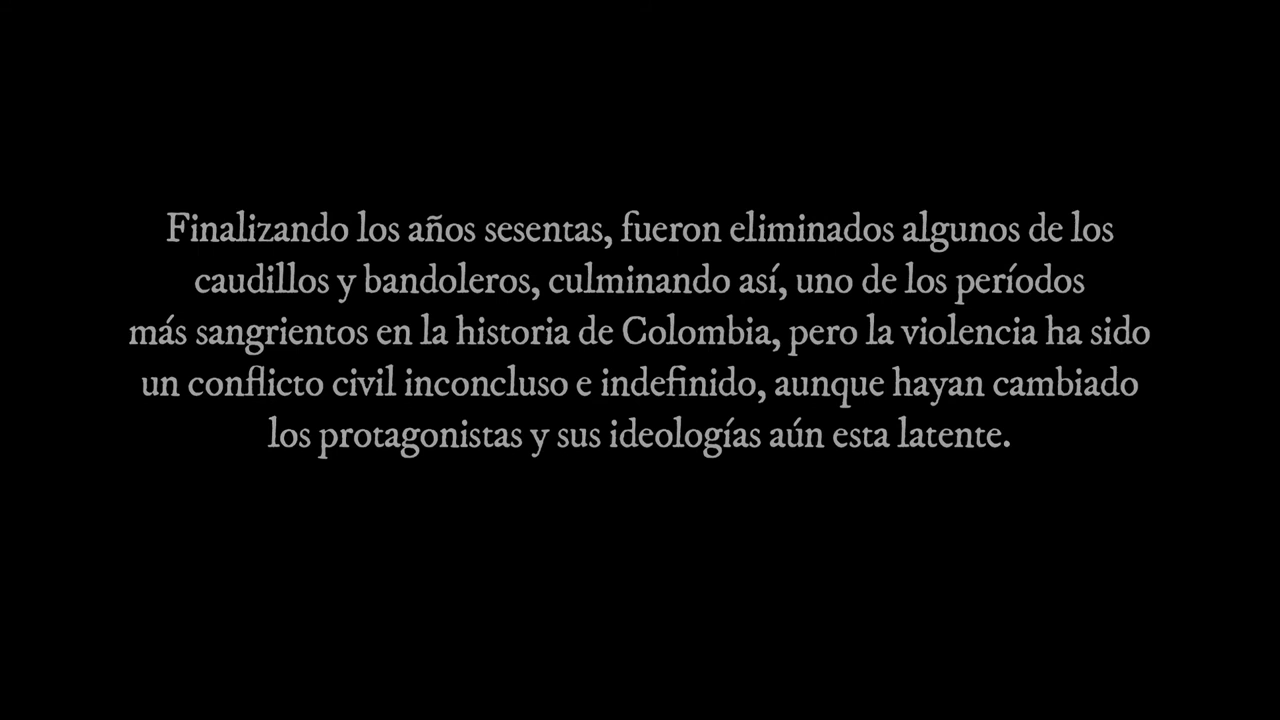 Finalizando los años sesentas, fueron eliminados algunos de los
caudillos y bandoleros, culminando así, uno de los períodos
más sangrientos en la historia de Colombia, pero la violencia ha sido
un conflicto civil inconcluso e indefinido, aunque hayan cambiado
los protagonistas y sus ideologías aún esta latente.